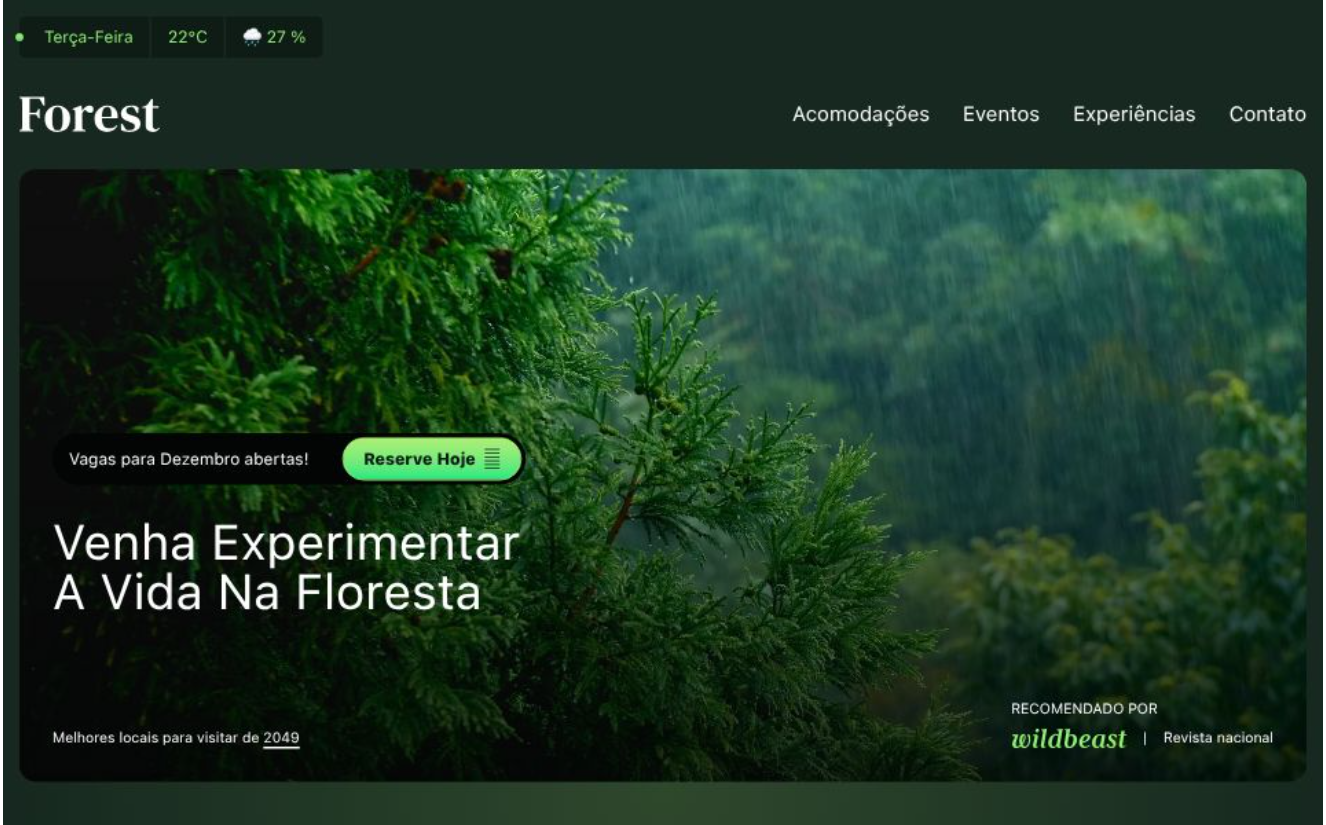 Terça-Feira 22°C 27 %
Forest
Acomodações Eventos Experiências Contato
Vagas para Dezembro abertas! Reserve Hoje
Venha Experimentar
A Vida Na Floresta
Melhores locais para visitar de 2049
RECOMENDADO POR
wildbeast | Revista nacional